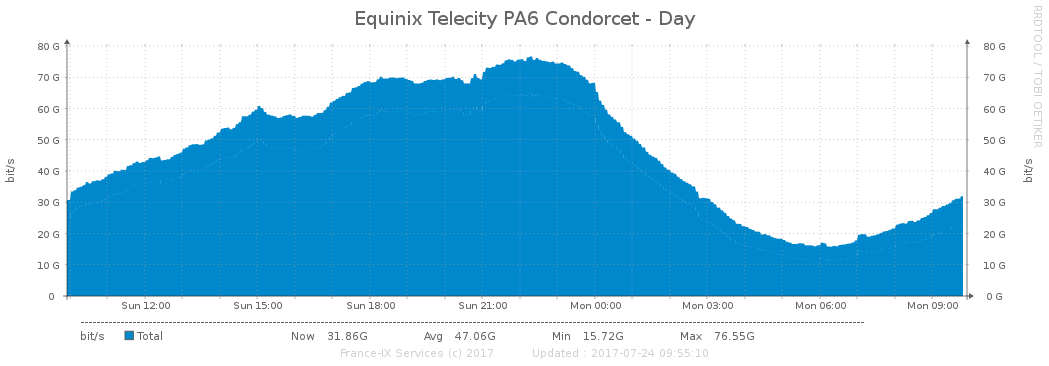 Equinix Telecity PA6 Condorcet - Day
RRDTOOL / TOBI OETIKER
80 G 80 G
70 G 70 G
60 G 60 G
50 G 50 G
40 G 40 G
30 G 30 G
20 G 20 G
10 G 10 G
0 0 G
bit/s bit/s
Sun 12:00 Sun 15:00 Sun 18:00 Sun 21:00 Mon 00:00 Mon 03:00 Mon 06:00 Mon 09:00
bit/s Total Now 31.86G Avg 47.06G Min 15.72G Max 76.55G
France-IX Services (c) 2017 Updated : 2017-07-24 09:55:10